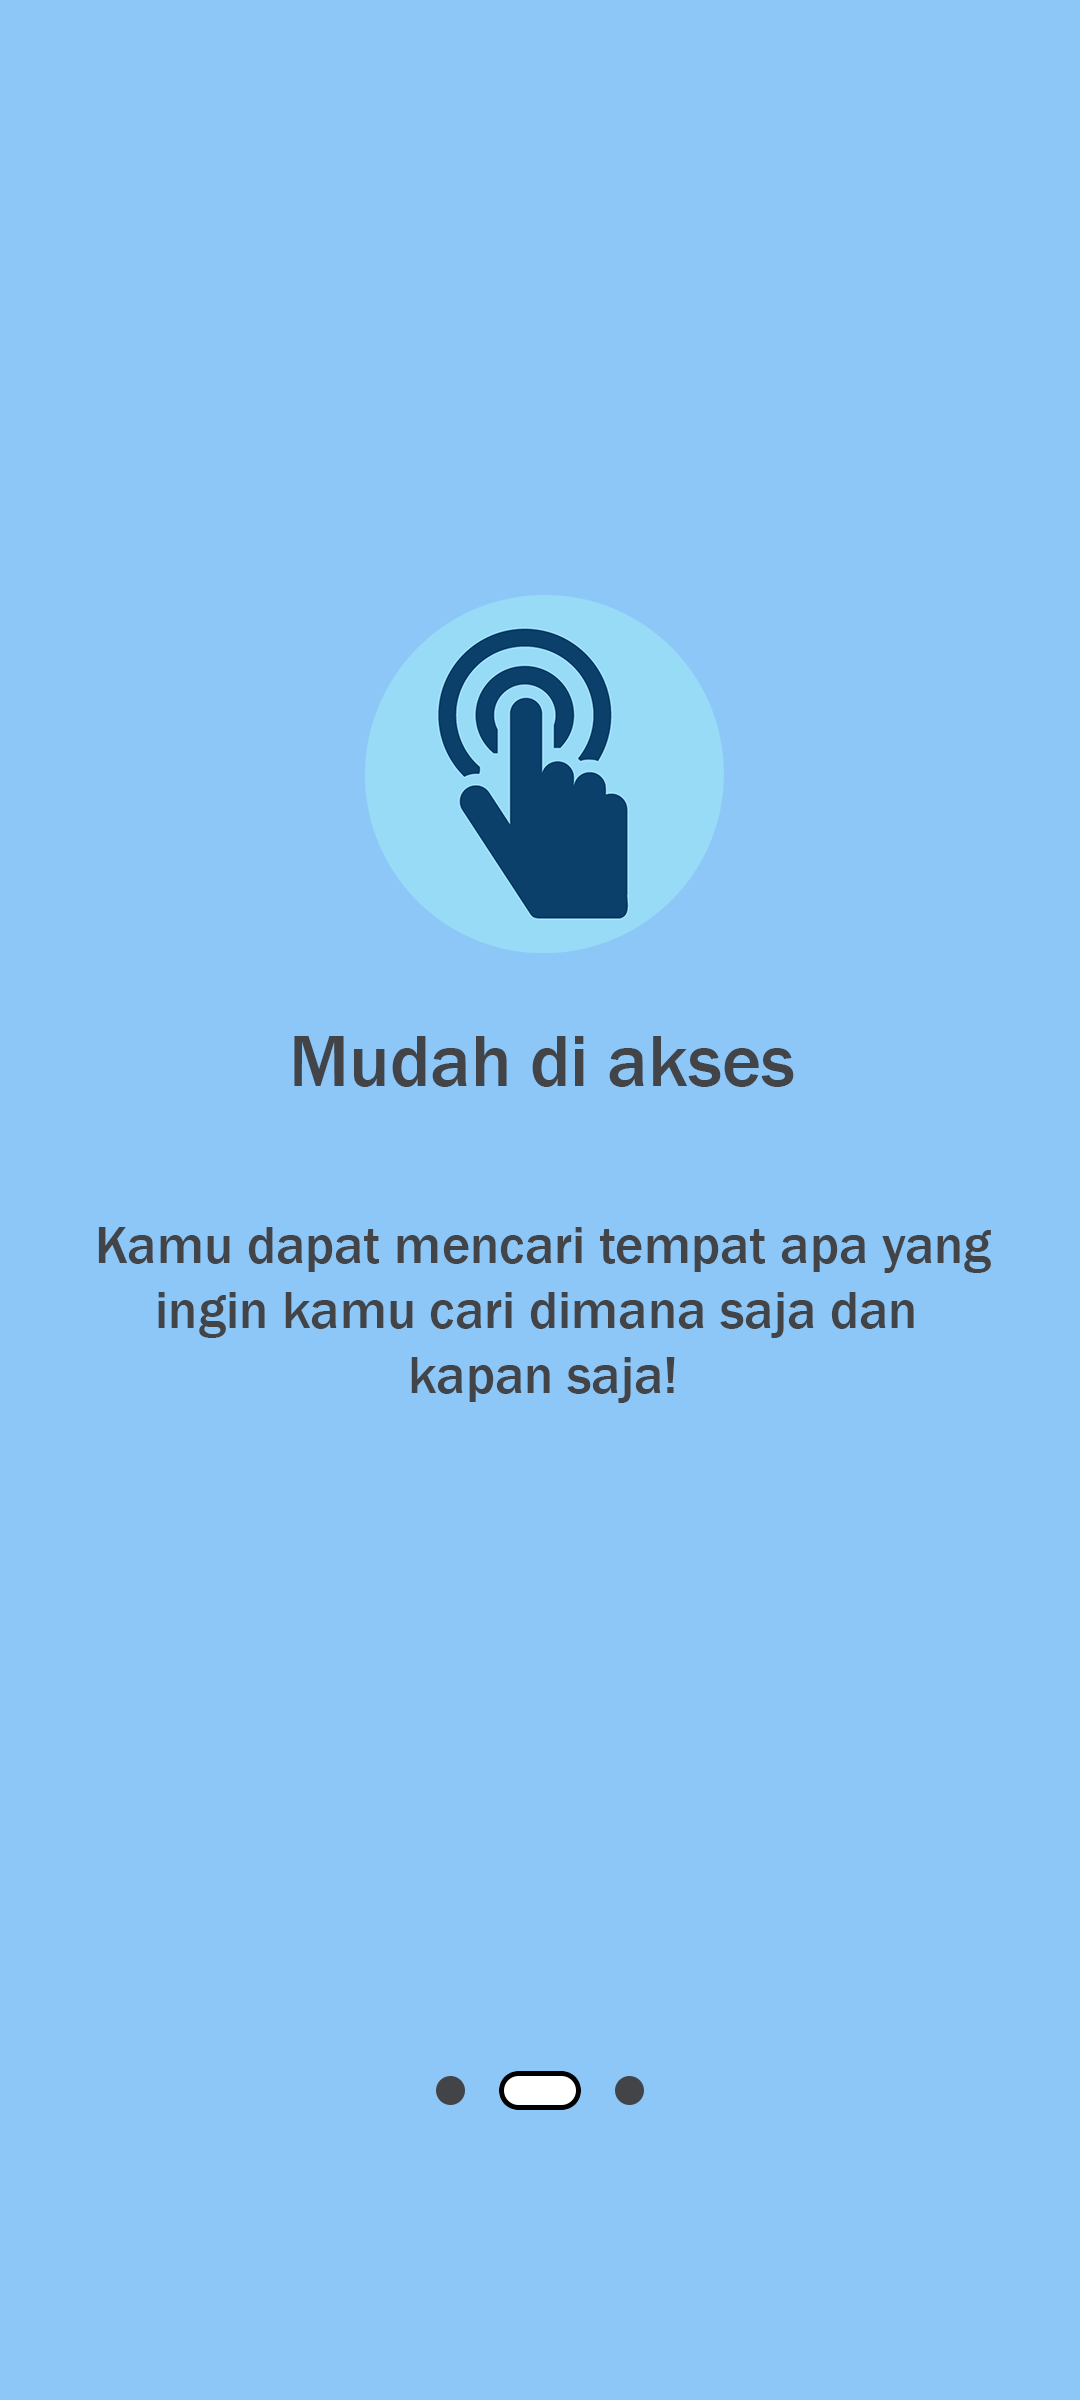 Mudah di akses
Kamu dapat mencari tempat apa yang
ingin kamu cari dimana saja dan
kapan saja!